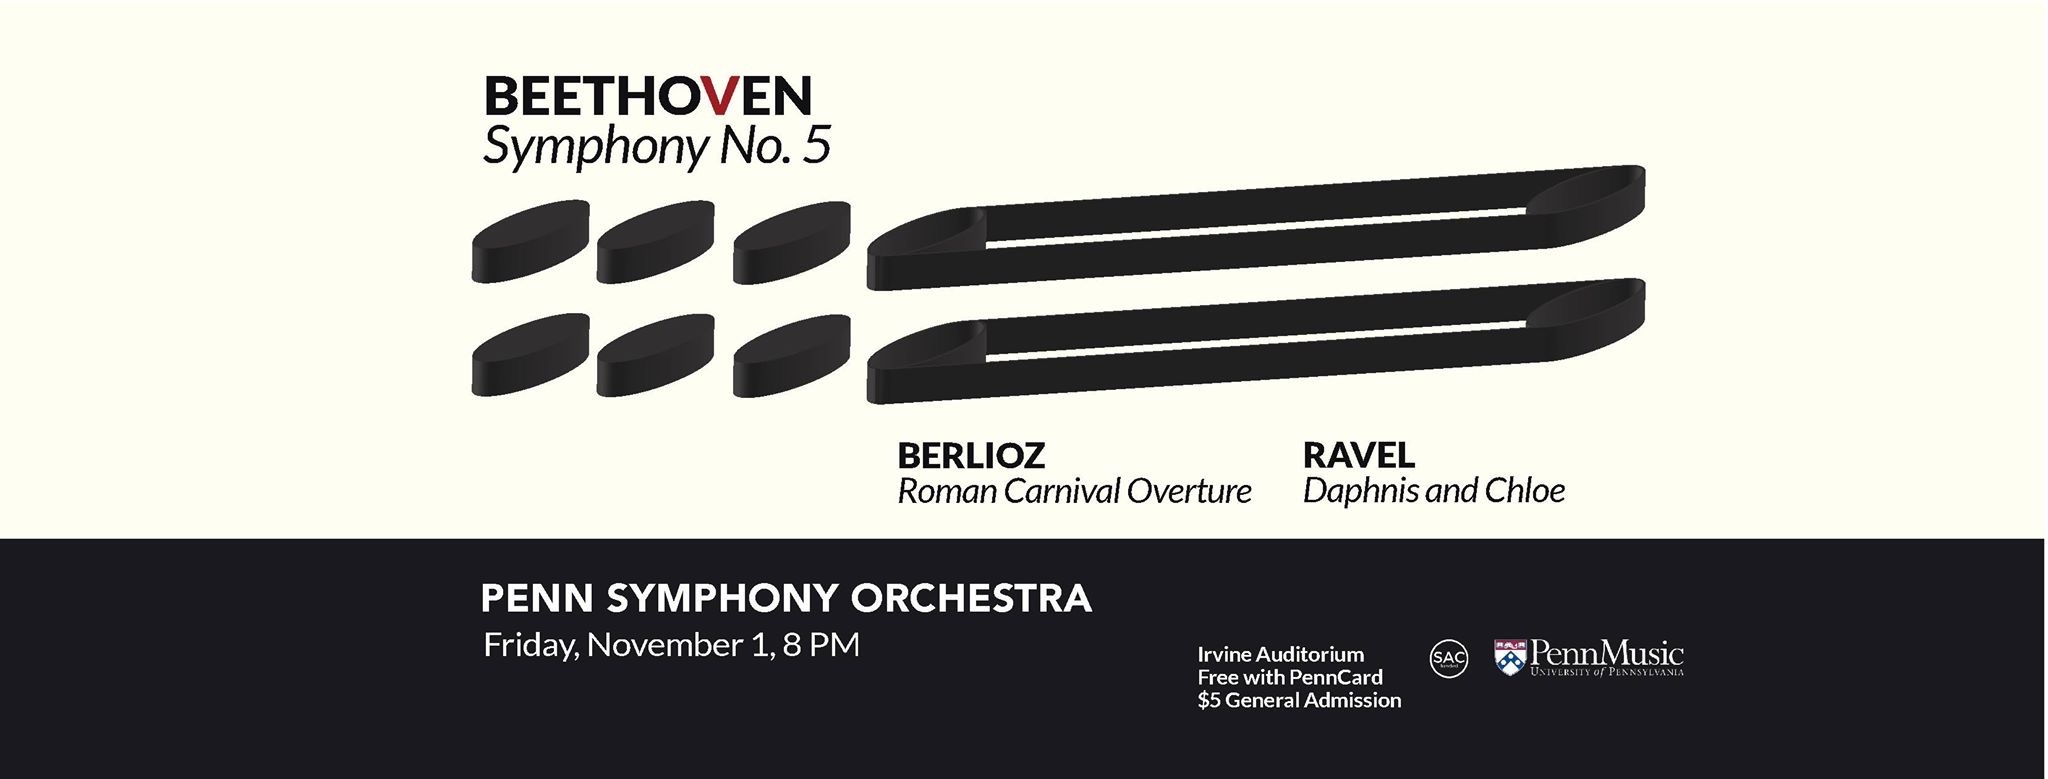 BEETHOVEN
Symphony No. 5
BERLIOZ
Roman Carnival Overture
RAVEL
Daphnis and Chloe
PENN SYMPHONY ORCHESTRA
Friday, November 1, 8 PM
Irvine Auditorium
Free with PennCard
$5 General Admission
SAC
PennMusic
UNIVERSITY of PENNSYLVANIA